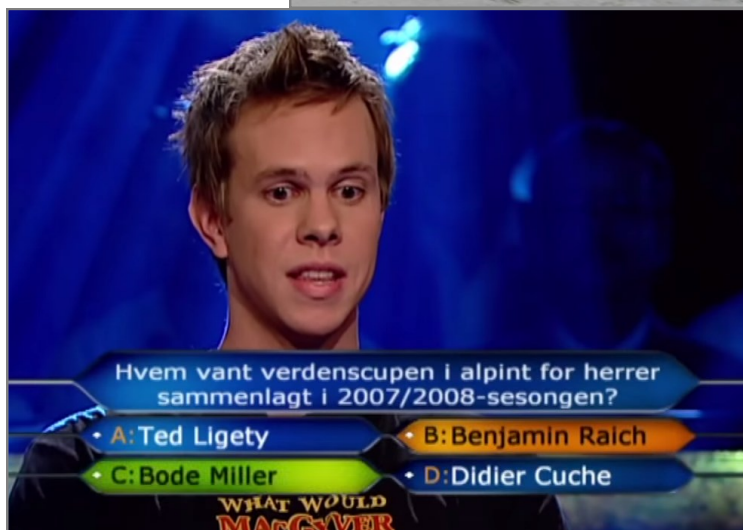 Hvem vant verdenscupen i alpint for herrer
sammenlagt i 2007/2008-sesongen?
A: Ted Ligety
B: Benjamin Raich
C: Bode Miller
D: Didier Cuche
WHAT WOULD
MACGYVER